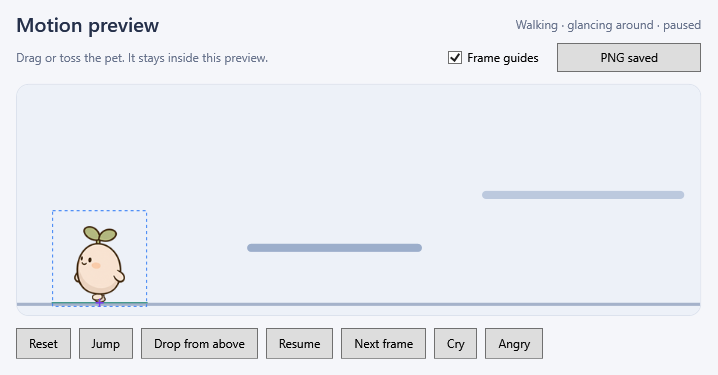 Motion preview
Walking · glancing around · paused
Drag or toss the pet. It stays inside this preview.
Frame guides
PNG saved
Reset
Jump
Drop from above
Resume
Next frame
Cry
Angry